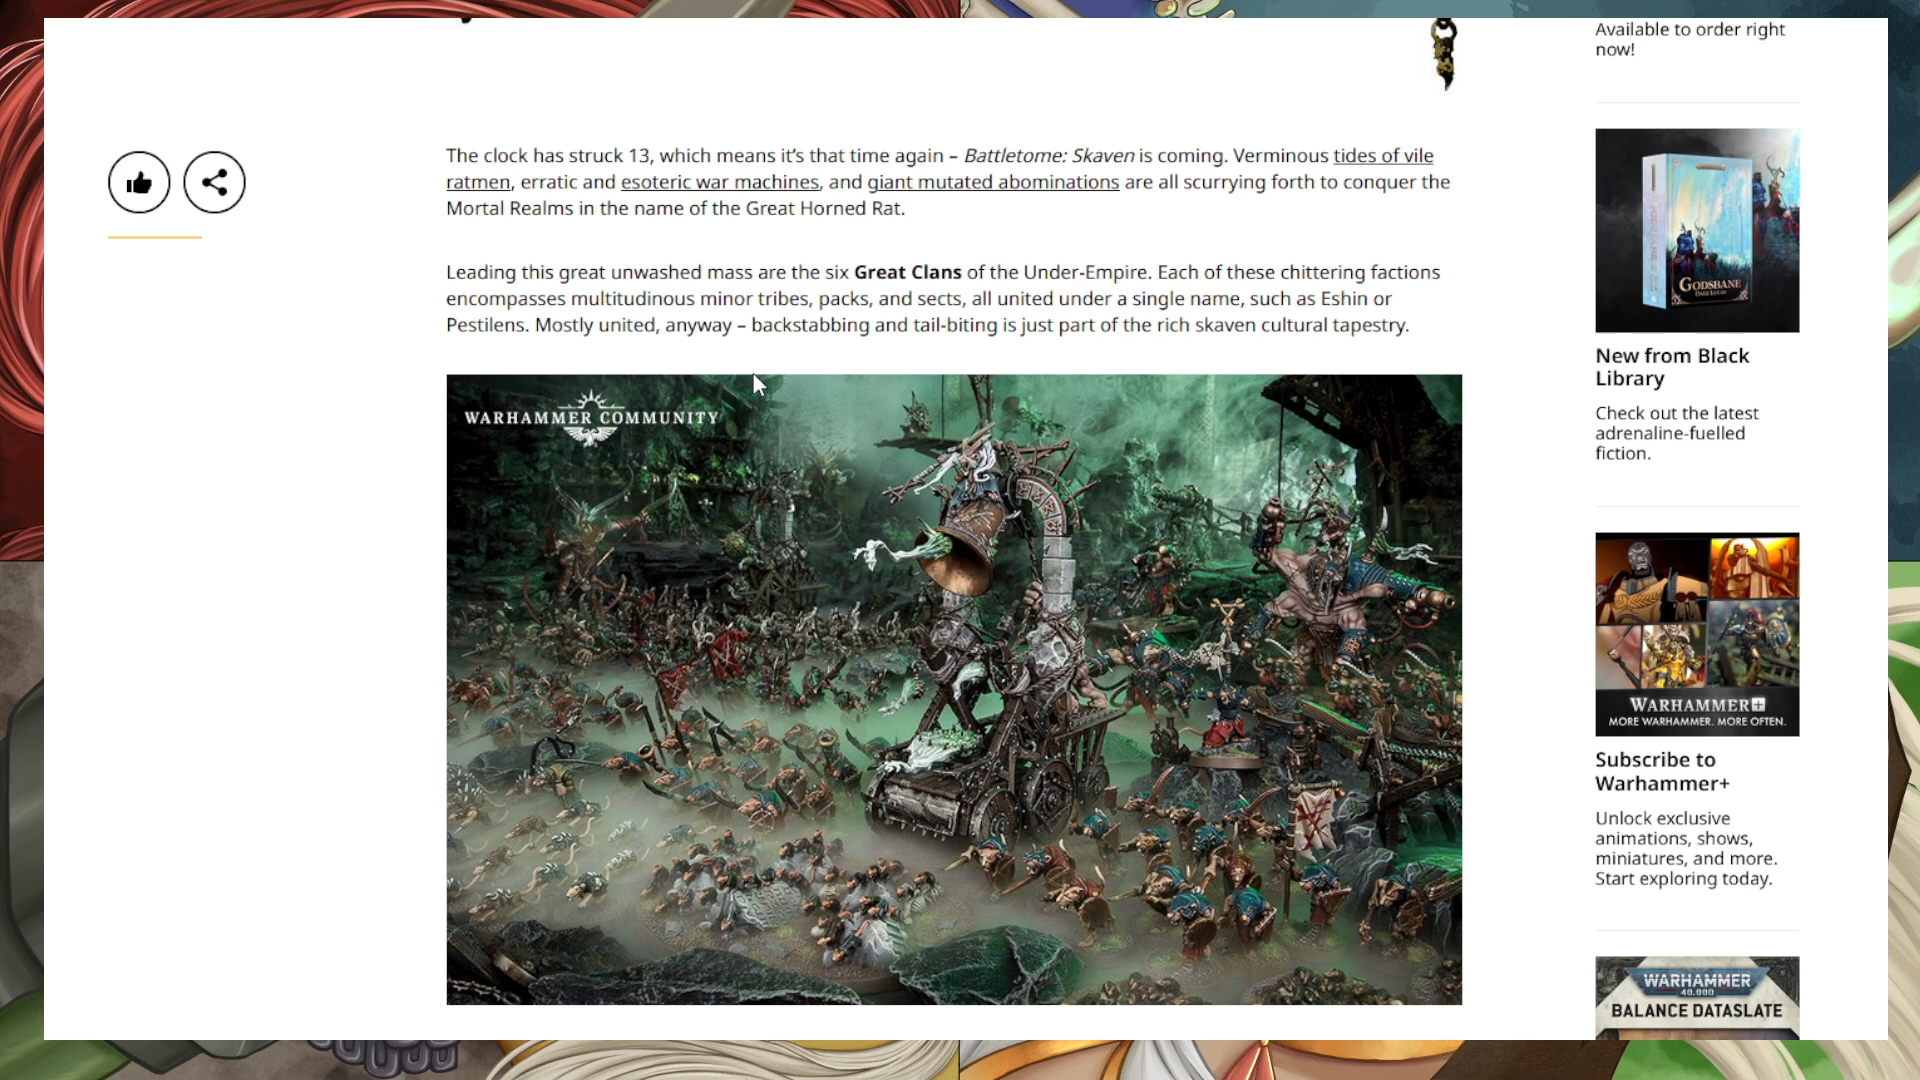 The clock has struck 13, which means it's that time again – Battletome: Skaven is coming. Verminous tides of vile
ratmen, erratic and esoteric war machines, and giant mutated abominations are all scurrying forth to conquer the
Mortal Realms in the name of the Great Horned Rat.
Leading this great unwashed mass are the six Great Clans of the Under-Empire. Each of these chittering factions
encompasses multitudinous minor tribes, packs, and sects, all united under a single name, such as Eshin or
Pestilens. Mostly united, anyway – backstabbing and tail-biting is just part of the rich skaven cultural tapestry.
WARHAMMER COMMUNITY
Available to order right
now!
GODSBANE
New from Black
Library
Check out the latest
adrenaline-fuelled
fiction.
WARHAMMER+
MORE WARHAMMER. MORE OFTEN.
Subscribe to
Warhammer+
Unlock exclusive
animations, shows,
miniatures, and more.
Start exploring today.
WARHAMMER
40,000
BALANCE DATASLATE